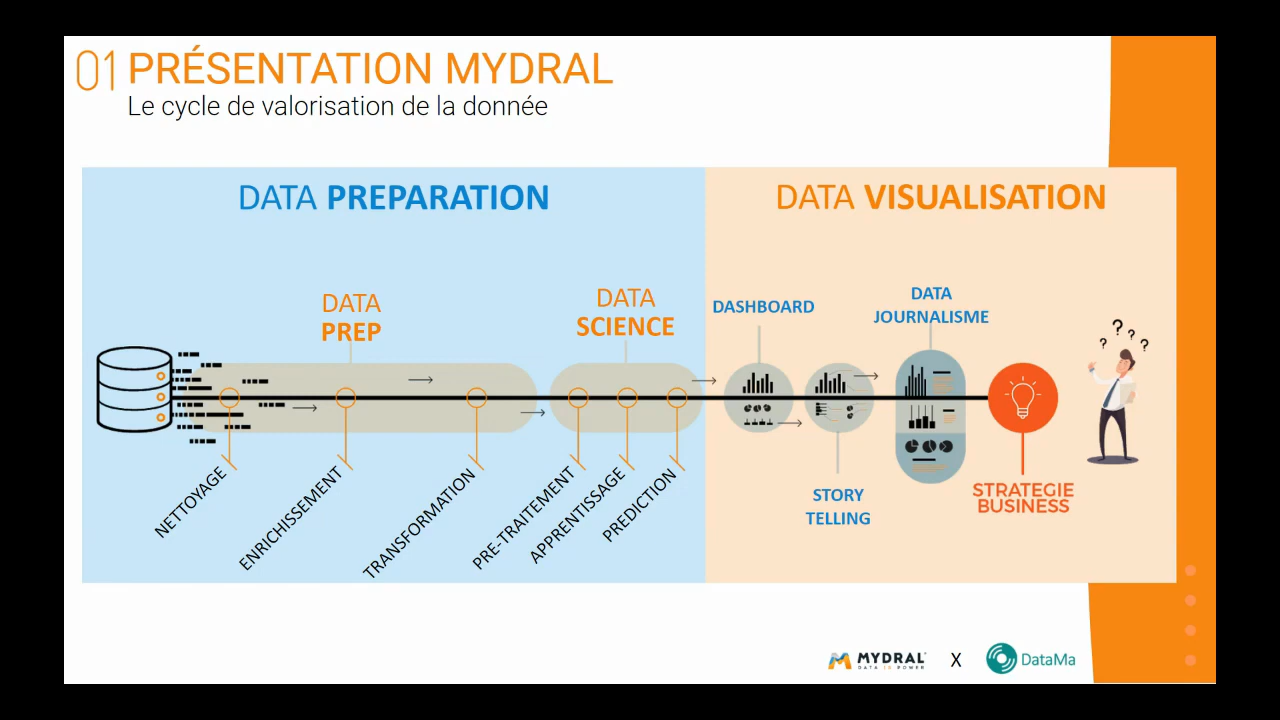 01 PRÉSENTATION MYDRAL
Le cycle de valorisation de la donnée
DATA PREPARATION
DATA VISUALISATION
DATA
PREP
DATA
SCIENCE
DASHBOARD
DATA
JOURNALISME
? ? ? ?
NETTOYAGE
ENRICHISSEMENT
TRANSFORMATION
PRE-TRAITEMENT
APPRENTISSAGE
PREDICTION
STORY
TELLING
STRATEGIE
BUSINESS
MYDRAL
DATA IS POWER
X
DataMa